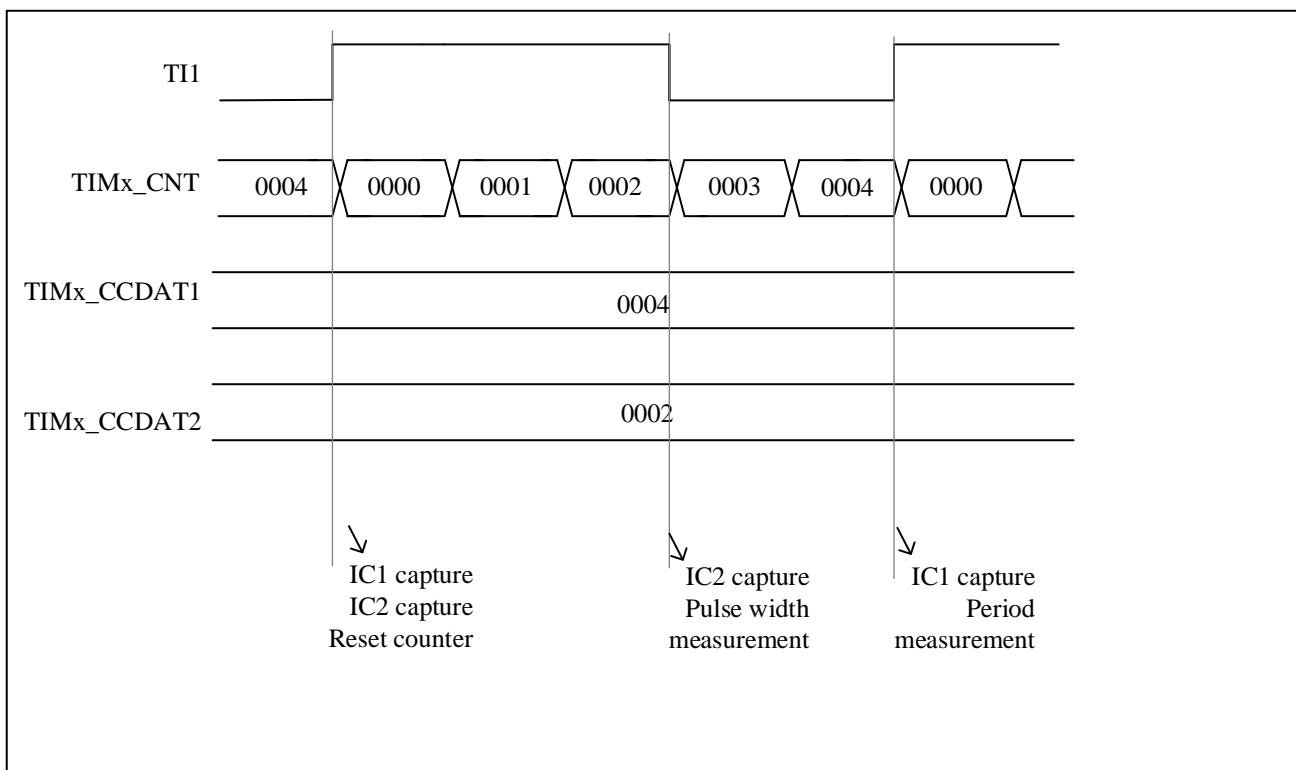 TI1
TIMx_CNT
0004
0000
0001
0002
0003
0004
0000
TIMx_CCDAT1
0004
TIMx_CCDAT2
0002
IC1 capture
IC2 capture
Reset counter
IC2 capture
Pulse width
measurement
IC1 capture
Period
measurement